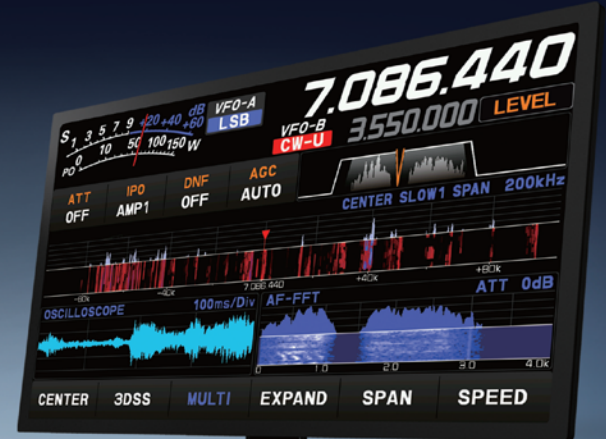 7.086.440
VFO-A
LSB
VFO-B
CW-U
3.550.000
LEVEL
S 1 3 5 7 9 +20 +40 +60 dB
PO 0 10 50 100 150 W
ATT
OFF
IPO
AMP1
DNF
OFF
AGC
AUTO
CENTER SLOW1 SPAN 200kHz
-80k -40k 7.086.440 +40k +80k
OSCILLOSCOPE 100ms/Div
AF-FFT ATT 0dB
0 1.0 2.0 3.0 4.0k
CENTER 3DSS MULTI EXPAND SPAN SPEED